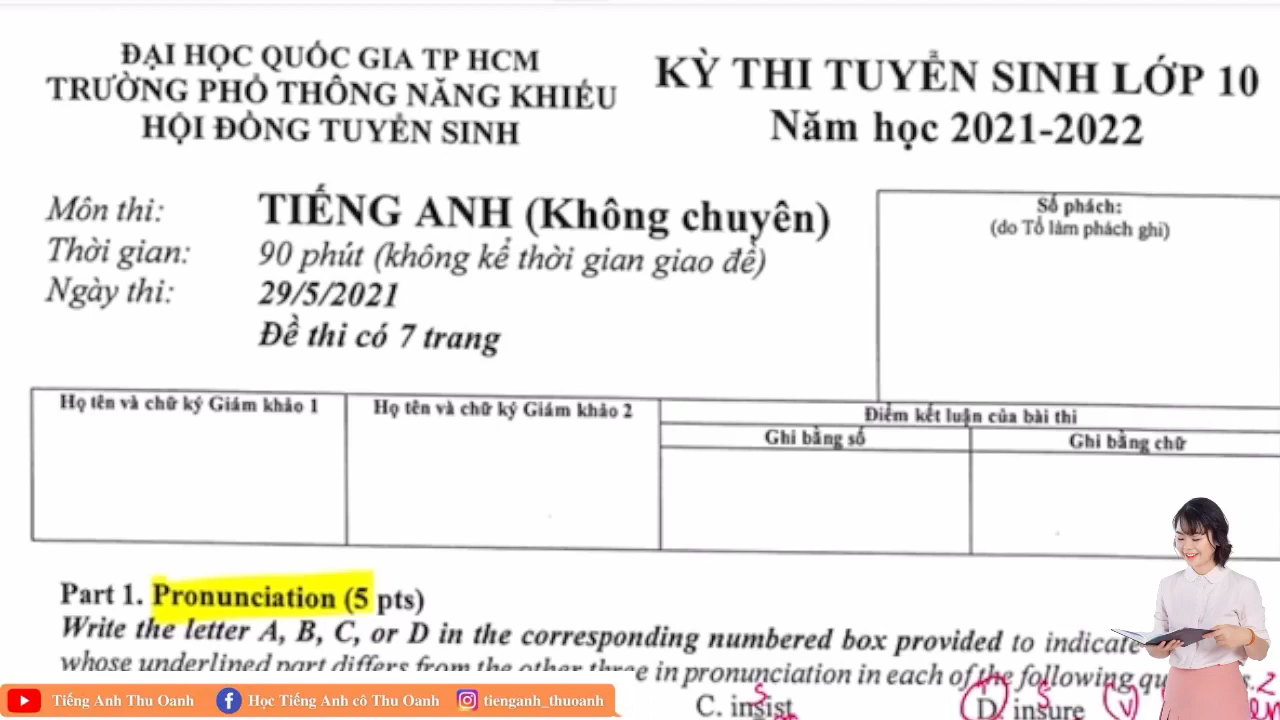 ĐẠI HỌC QUỐC GIA TP HCM
TRƯỜNG PHỔ THÔNG NĂNG KHIẾU
HỘI ĐỒNG TUYỂN SINH
KỲ THI TUYỂN SINH LỚP 10
Năm học 2021-2022
Môn thi: TIẾNG ANH (Không chuyên)
Thời gian: 90 phút (không kể thời gian giao đề)
Ngày thi: 29/5/2021
Đề thi có 7 trang
Số phách:
(do Tổ làm phách ghi)
Họ tên và chữ ký Giám khảo 1
Họ tên và chữ ký Giám khảo 2
Điểm kết luận của bài thi
Ghi bằng số
Ghi bằng chữ
Part 1. Pronunciation (5 pts)
Write the letter A, B, C, or D in the corresponding numbered box provided to indicate
whose underlined part differs from the other three in pronunciation in each of the following
C. insist
D. insure
Tiếng Anh Thu Oanh
Học Tiếng Anh cô Thu Oanh
tienganh_thuoanh